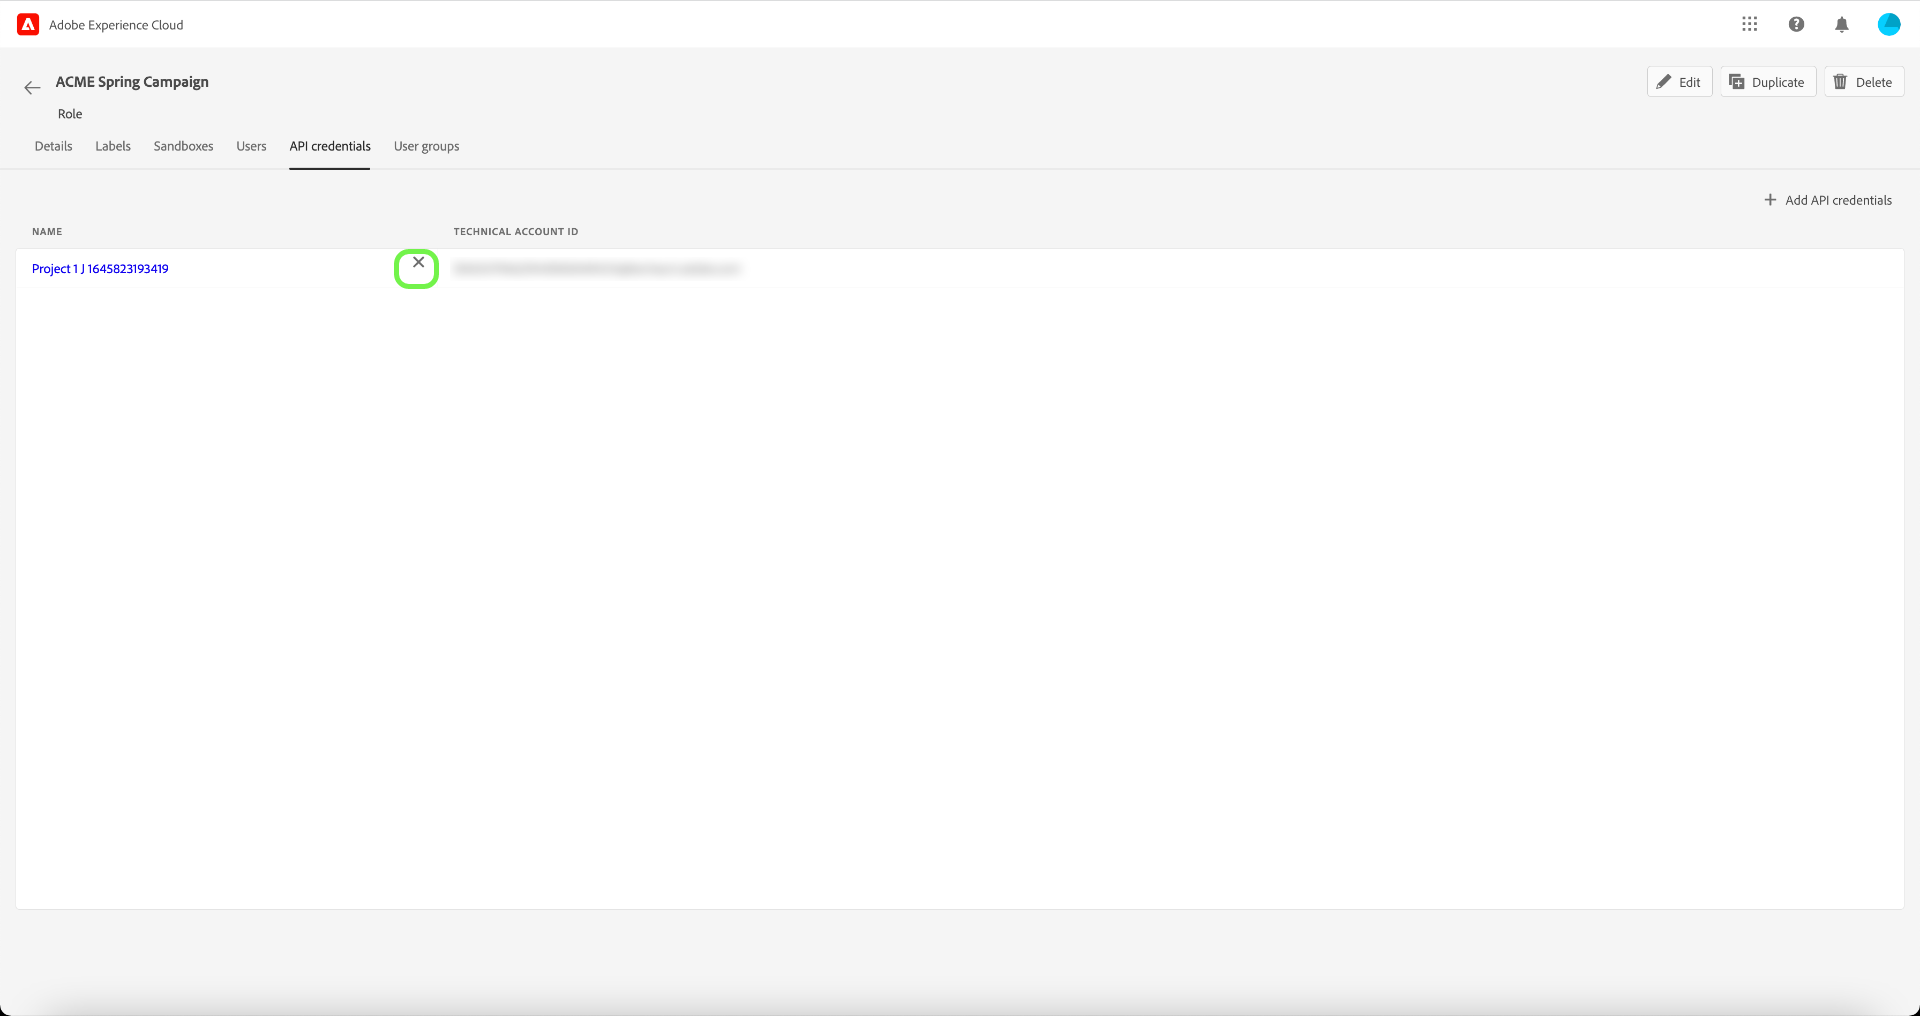 Adobe Experience Cloud
ACME Spring Campaign
Edit
Duplicate
Delete
Role
Details
Labels
Sandboxes
Users
API credentials
User groups
Add API credentials
NAME
TECHNICAL ACCOUNT ID
Project 1 J 1645823193419